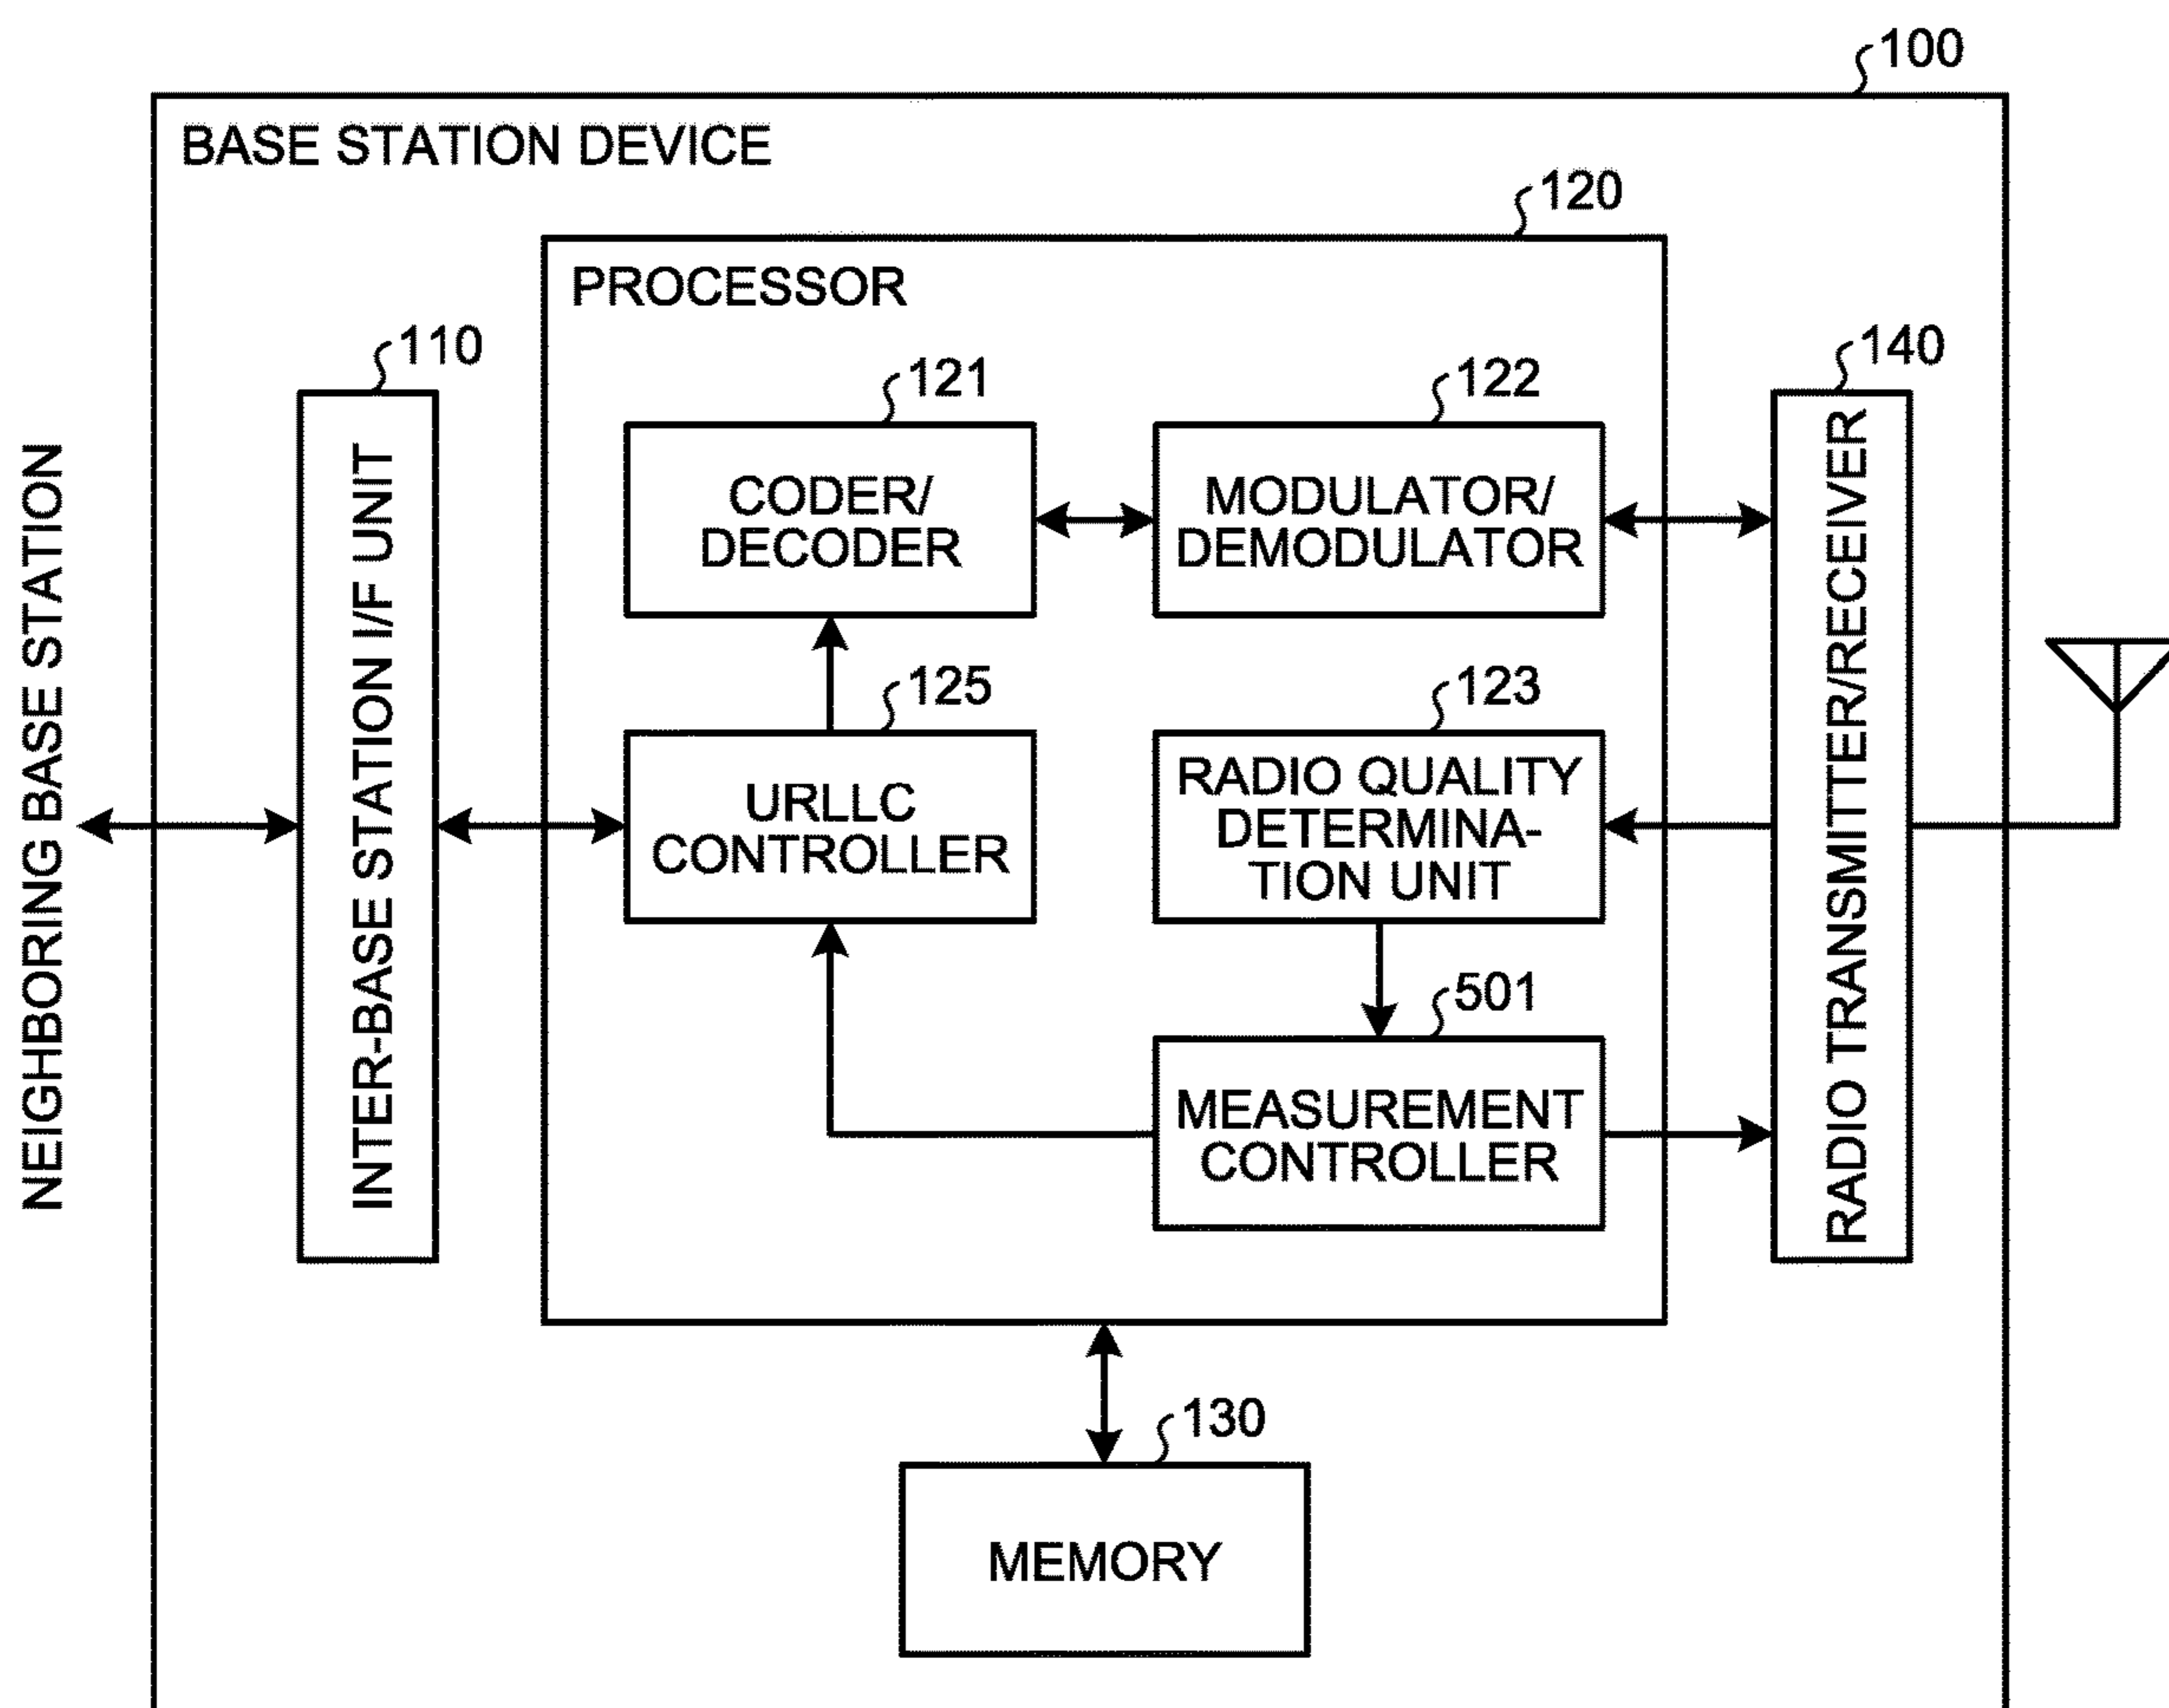 100
BASE STATION DEVICE
120
PROCESSOR
110
140
121
122
CODER/
DECODER
MODULATOR/
DEMODULATOR
NEIGHBORING BASE STATION
INTER-BASE STATION I/F UNIT
RADIO TRANSMITTER/RECEIVER
125
123
URLLC
CONTROLLER
RADIO QUALITY
DETERMINA-
TION UNIT
501
MEASUREMENT
CONTROLLER
130
MEMORY